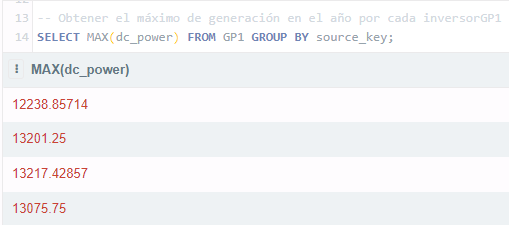 13 -- Obtener el máximo de generación en el año por cada inversorGP1
14 SELECT MAX(dc_power) FROM GP1 GROUP BY source_key;
MAX(dc_power)
12238.85714
13201.25
13217.42857
13075.75